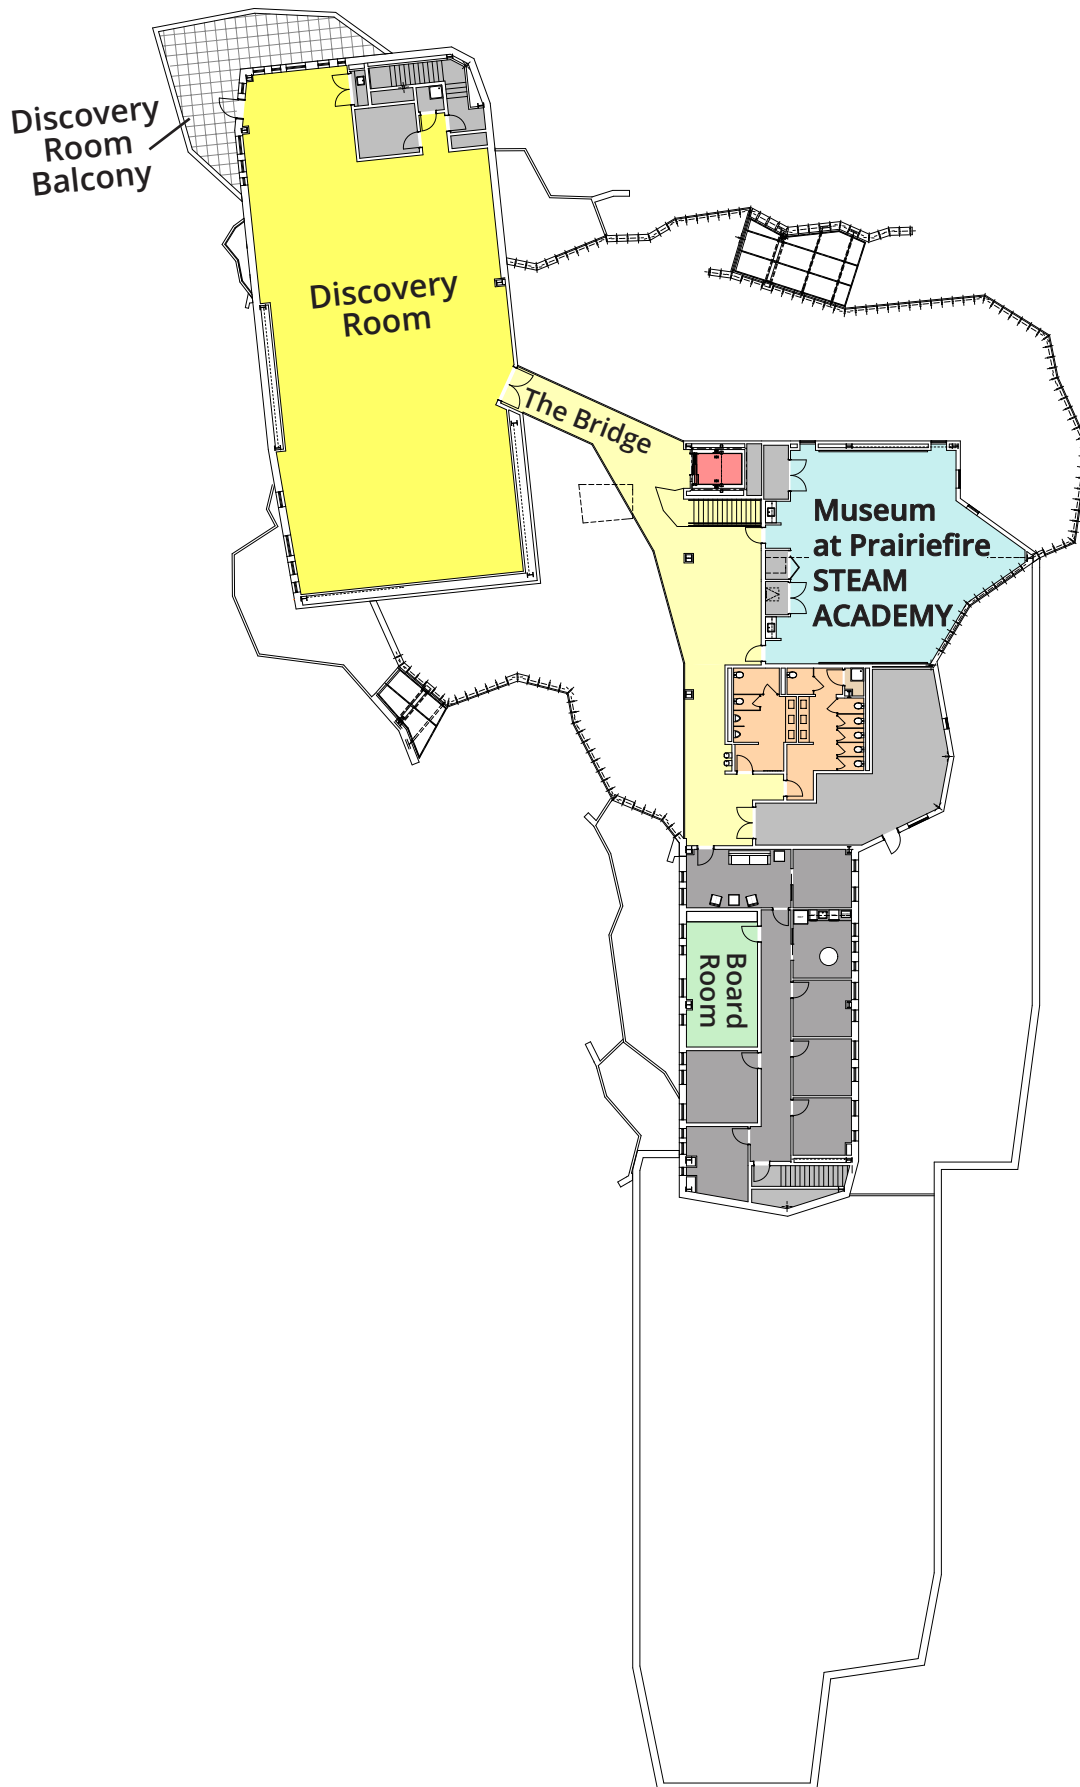 Discovery
Room
Balcony
Discovery
Room
The Bridge
Museum
at Prairiefire
STEAM
ACADEMY
Board
Room